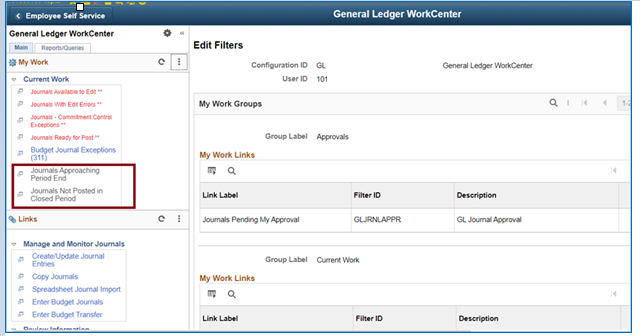 Employee Self Service
General Ledger WorkCenter
General Ledger WorkCenter
Main
Reports/Queries
My Work
Current Work
Journals Available to Edit **
Journals With Edit Errors **
Journals - Commitment Control
Exceptions **
Journals Ready for Post **
Budget Journal Exceptions
(311)
Journals Approaching
Period End
Journals Not Posted in
Closed Period
Links
Manage and Monitor Journals
Create/Update Journal
Entries
Copy Journals
Spreadsheet Journal Import
Enter Budget Journals
Enter Budget Transfer
Review Information
Edit Filters
Configuration ID GL General Ledger WorkCenter
User ID 101
My Work Groups
1-2
Group Label Approvals
My Work Links
Link Label Filter ID Description
Journals Pending My Approval GLJRNLAPPR GL Journal Approval
Group Label Current Work
My Work Links
Link Label Filter ID Description